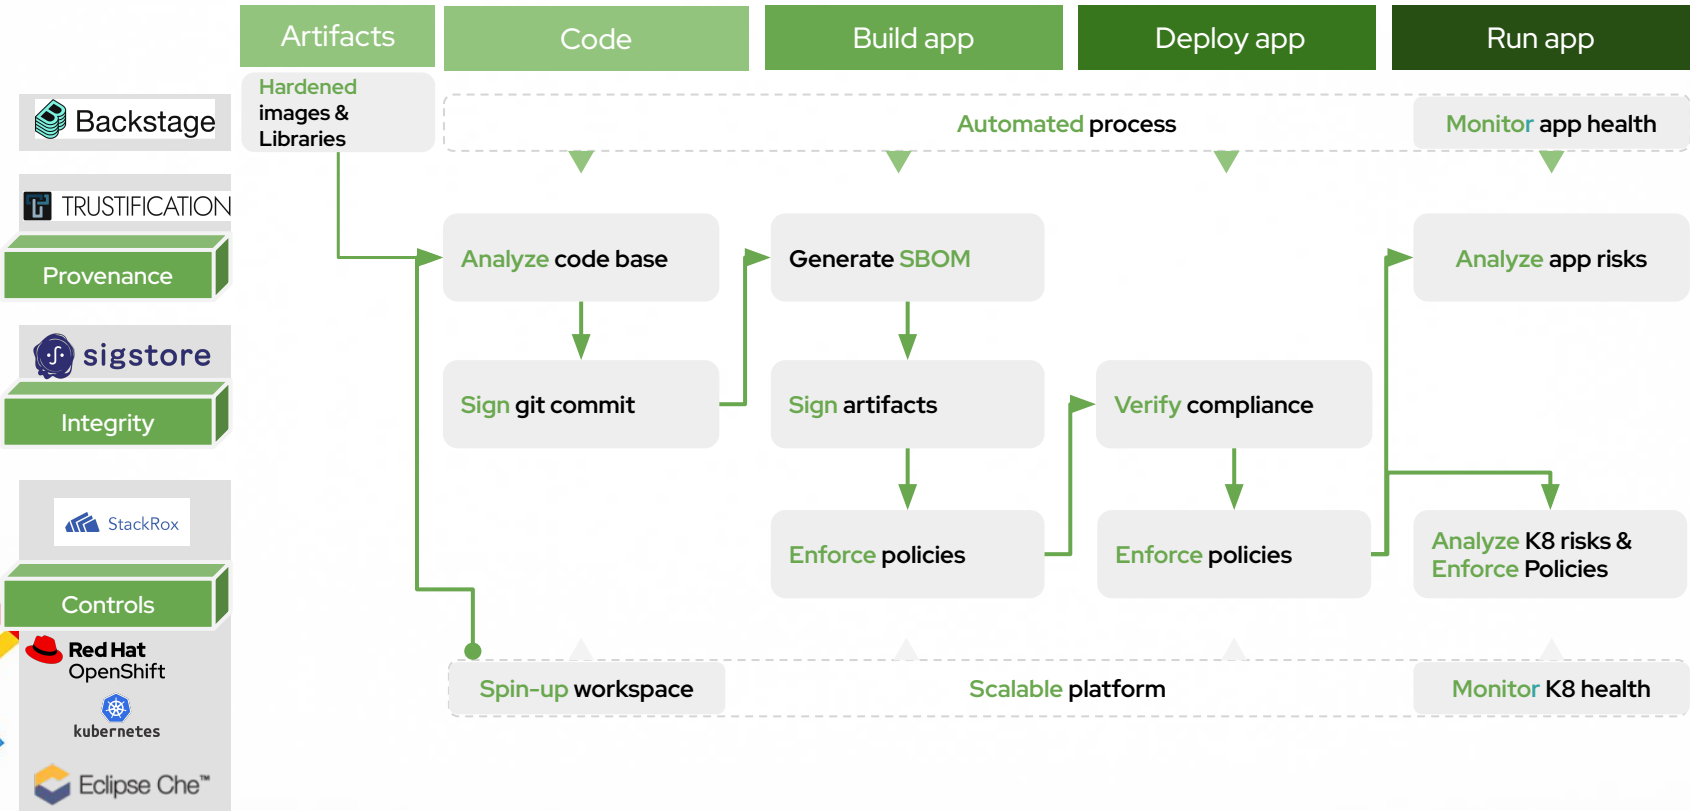 Artifacts
Code
Build app
Deploy app
Run app
Hardened
images &
Libraries
Backstage
Automated process
Monitor app health
TRUSTIFICATION
Provenance
Analyze code base
Generate SBOM
Analyze app risks
sigstore
Integrity
Sign git commit
Sign artifacts
Verify compliance
StackRox
Controls
Enforce policies
Enforce policies
Analyze K8 risks &
Enforce Policies
Red Hat
OpenShift
kubernetes
Eclipse Che™
Spin-up workspace
Scalable platform
Monitor K8 health